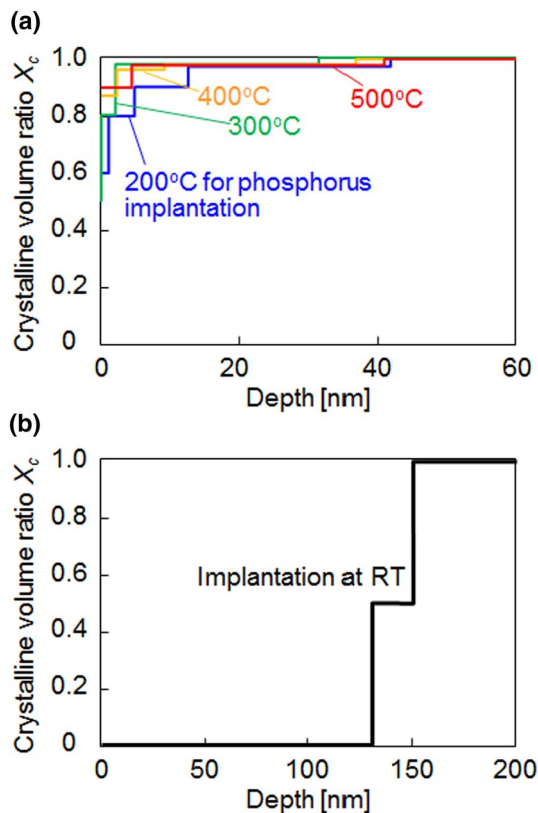 (a)
Crystalline volume ratio Xc
1.0
0.8
0.6
0.4
0.2
0
400°C
500°C
300°C
200°C for phosphorus
implantation
0
20
40
60
Depth [nm]
(b)
Crystalline volume ratio Xc
1.0
0.8
0.6
0.4
0.2
0
Implantation at RT
0
50
100
150
200
Depth [nm]